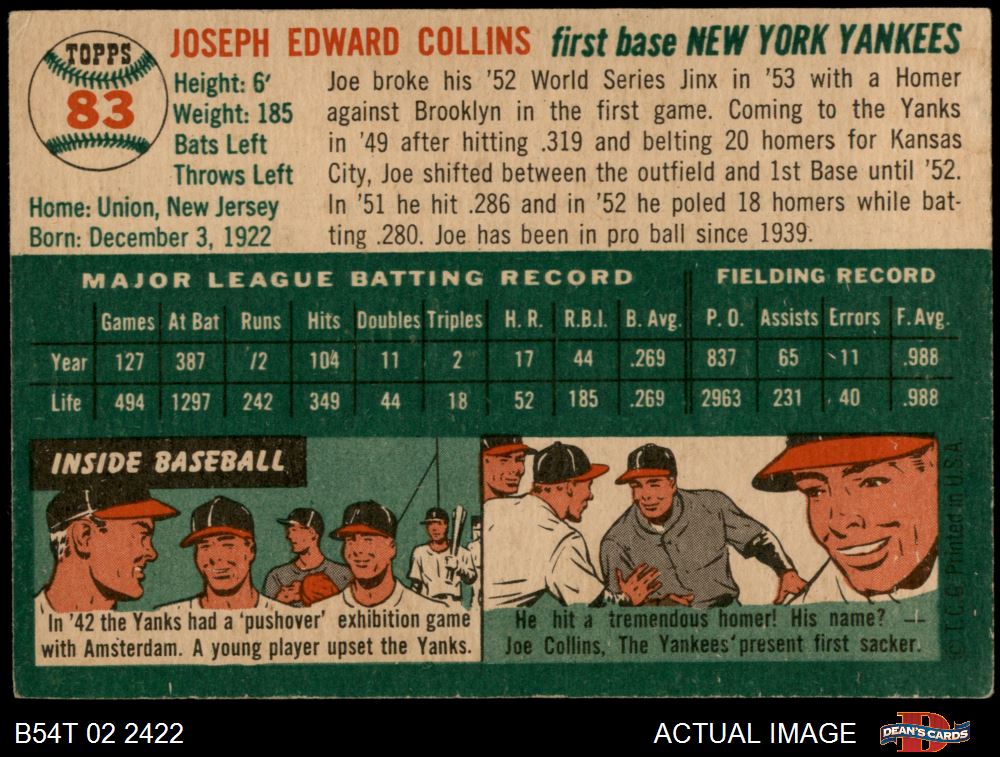 TOPPS
83
JOSEPH EDWARD COLLINS first base NEW YORK YANKEES
Height: 6'
Weight: 185
Bats Left
Throws Left
Home: Union, New Jersey
Born: December 3, 1922
Joe broke his '52 World Series Jinx in '53 with a Homer
against Brooklyn in the first game. Coming to the Yanks
in '49 after hitting .319 and belting 20 homers for Kansas
City, Joe shifted between the outfield and 1st Base until '52.
In '51 he hit .286 and in '52 he poled 18 homers while bat-
ting .280. Joe has been in pro ball since 1939.
MAJOR LEAGUE BATTING RECORD FIELDING RECORD
Games At Bat Runs Hits Doubles Triples H. R. R.B.I. B. Avg. P. O. Assists Errors F. Avg.
Year 127 387 72 104 11 2 17 44 .269 837 65 11 .988
Life 494 1297 242 349 44 18 52 185 .269 2963 231 40 .988
INSIDE BASEBALL
In '42 the Yanks had a 'pushover' exhibition game
with Amsterdam. A young player upset the Yanks.
He hit a tremendous homer! His name? —
Joe Collins, The Yankees' present first sacker.
© T. C. G. Printed in U.S.A.
B54T 02 2422
ACTUAL IMAGE
D
DEAN'S CARDS